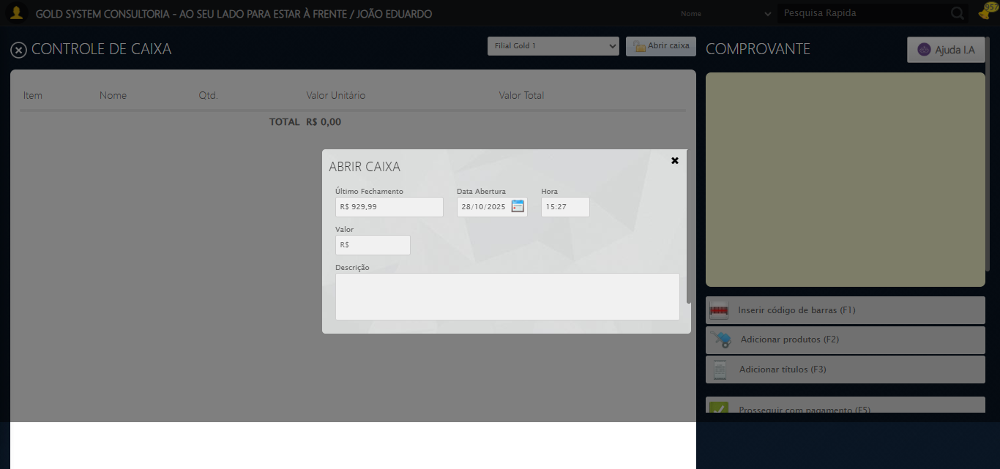 GOLD SYSTEM CONSULTORIA - AO SEU LADO PARA ESTAR À FRENTE / JOÃO EDUARDO
Nome
Pesquisa Rapida
957
CONTROLE DE CAIXA
Filial Gold 1
Abrir caixa
COMPROVANTE
Ajuda I.A
Item Nome Qtd. Valor Unitário Valor Total
TOTAL R$ 0,00
ABRIR CAIXA
Último Fechamento Data Abertura Hora
R$ 929,99 28/10/2025 15:27
Valor
R$
Descrição
Inserir código de barras (F1)
Adicionar produtos (F2)
Adicionar títulos (F3)
Prosseguir com pagamento (F5)